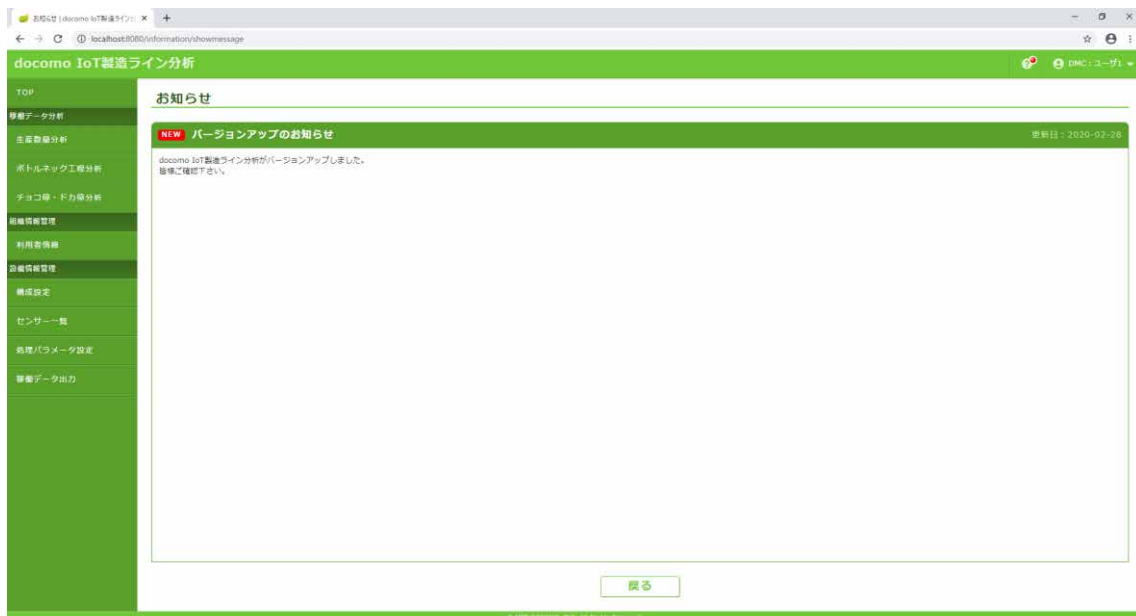 お知らせ | docomo IoT製造ライン
localhost:8080/information/showmessage
docomo IoT製造ライン分析
DMC:ユーザ1
TOP
稼働データ分析
生産数量分析
ボトルネック工程分析
チョコ停・ドカ停分析
組織情報管理
利用者情報
設備情報管理
構成設定
センサー一覧
処理パラメータ設定
稼働データ出力
お知らせ
NEW バージョンアップのお知らせ
更新日:2020-02-28
docomo IoT製造ライン分析がバージョンアップしました。
皆様ご確認下さい。
戻る